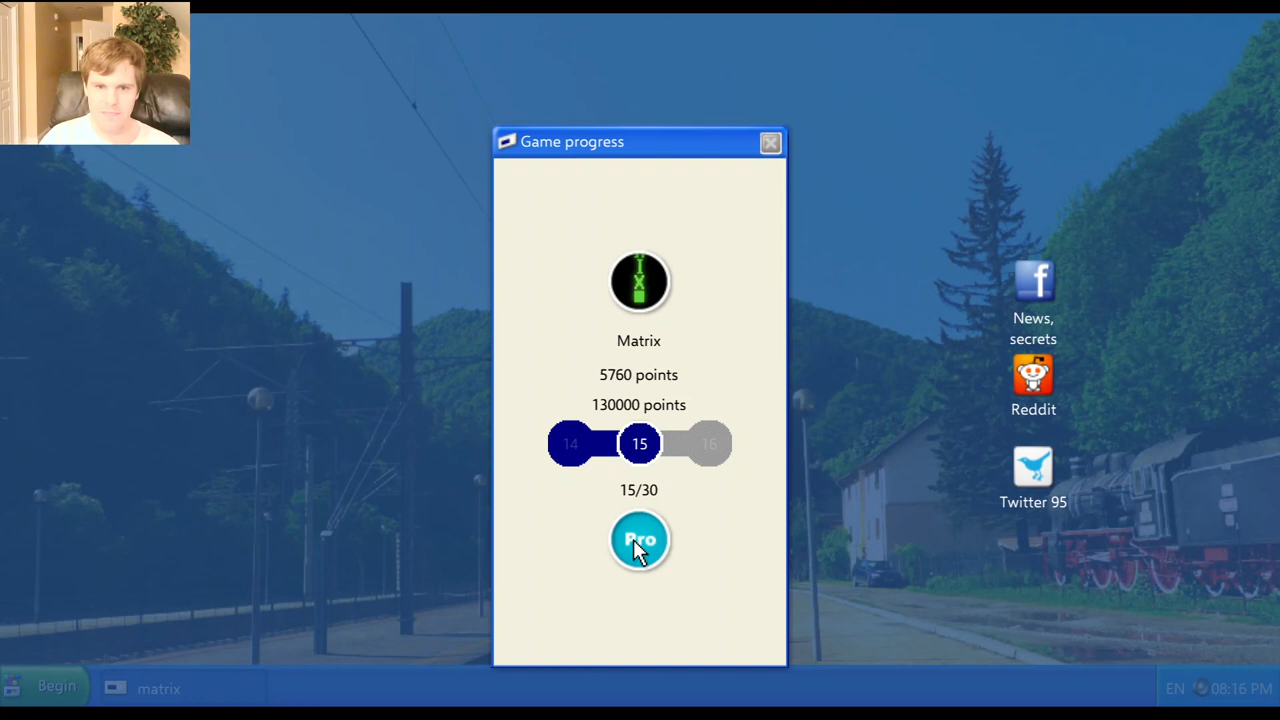 Game progress
I
X
Matrix
5760 points
130000 points
14 15 16
15/30
Pro
f
News,
secrets
Reddit
Twitter 95
Begin
matrix
EN 08:16 PM